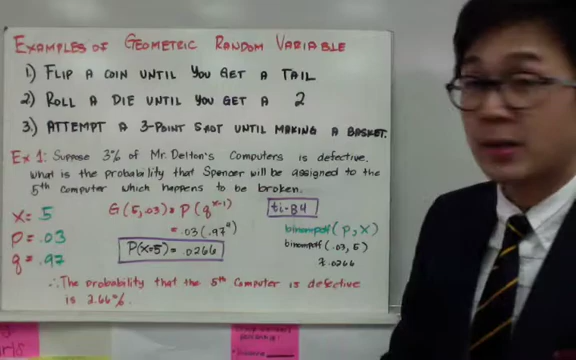 EXAMPLES OF GEOMETRIC RANDOM VARIABLE
1) FLIP A COIN UNTIL YOU GET A TAIL
2) ROLL A DIE UNTIL YOU GET A 2
3.) ATTEMPT A 3-POINT SHOT UNTIL MAKING A BASKET.
Ex 1: Suppose 3% of Mr. Delton's Computers is defective.
What is the probability that Spencer will be assigned to the
5th computer which happens to be broken.
X = 5
P = .03
q = .97
G(5,.03) = P(q^(x-1))
= .03(.97^4)
P(X=5) = .0266
ti-84
binompdf(P,X)
binompdf(.03,5)
≈ .0266
∴ The probability that the 5th Computer is defective
is 2.66%.